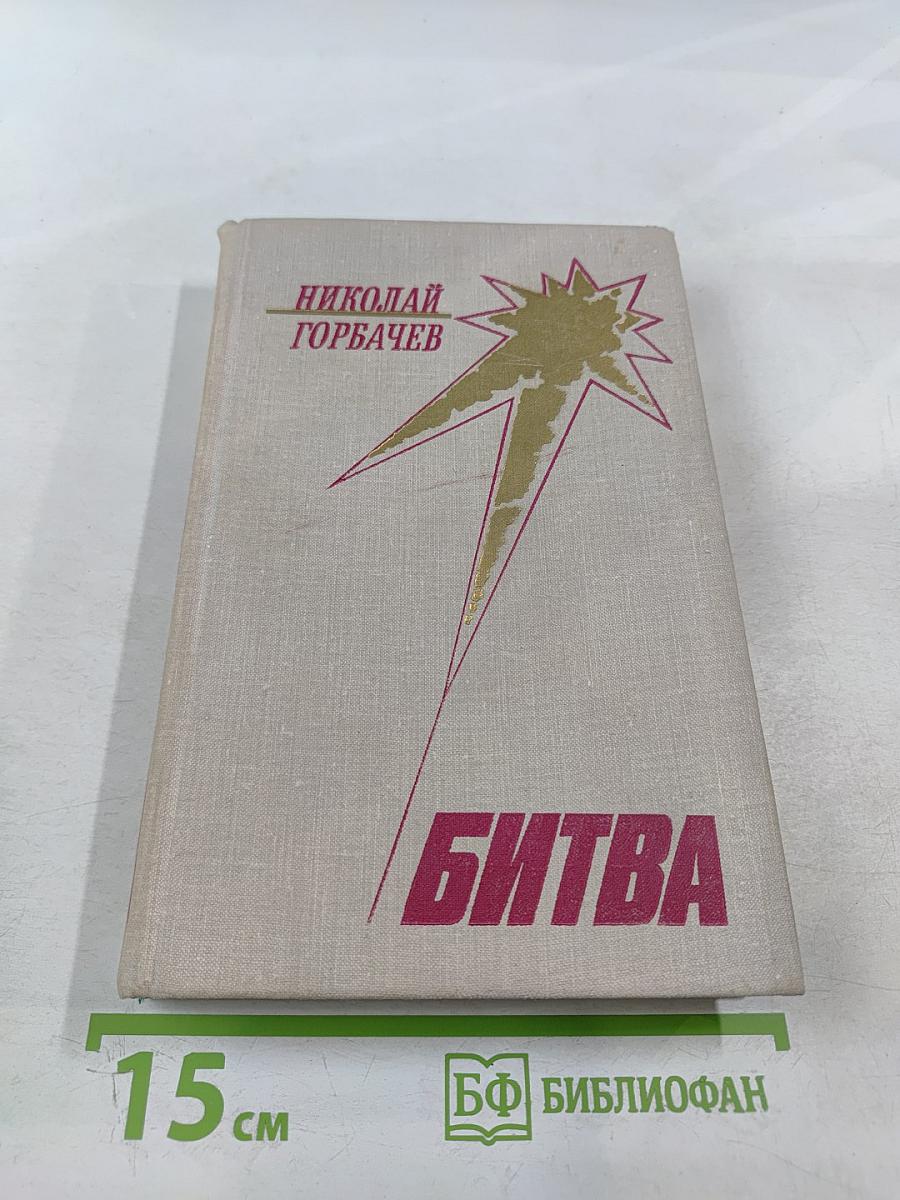 НИКОЛАЙ
ГОРБАЧЕВ
БИТВА
15 см
БФ БИБЛИОФАН